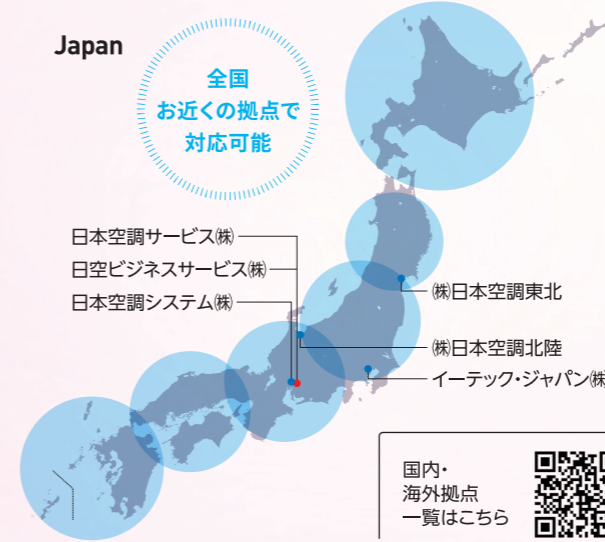 Japan
全国
お近くの拠点で
対応可能
日本空調サービス㈱
日空ビジネスサービス㈱
日本空調システム㈱
㈱日本空調東北
㈱日本空調北陸
イーテック・ジャパン㈱
国内・
海外拠点
一覧はこちら